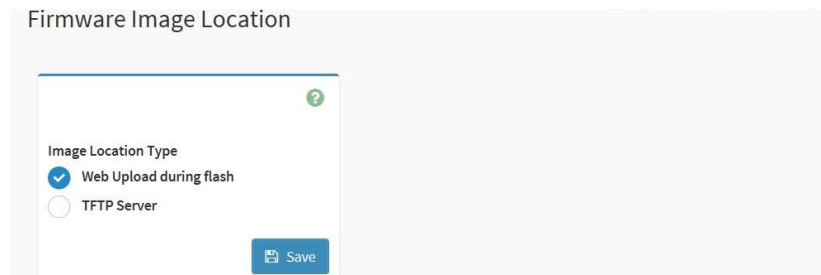 Firmware Image Location
?
Image Location Type
Web Upload during flash
TFTP Server
Save